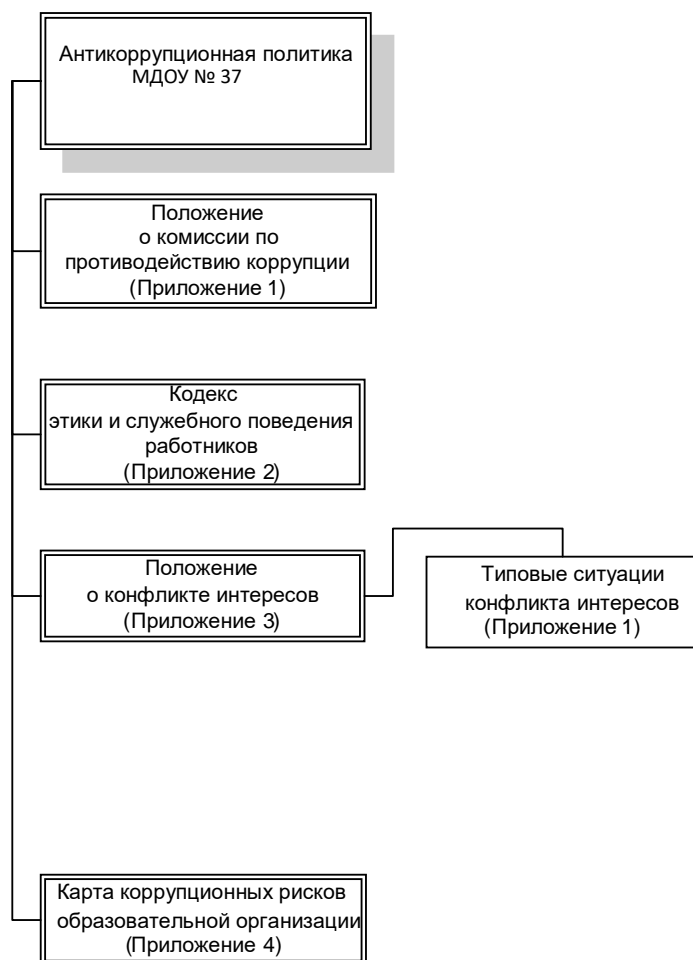 Антикоррупционная политика
МДОУ № 37
Положение
о комиссии по
противодействию коррупции
(Приложение 1)
Кодекс
этики и служебного поведения
работников
(Приложение 2)
Положение
о конфликте интересов
(Приложение 3)
Типовые ситуации
конфликта интересов
(Приложение 1)
Карта коррупционных рисков
образовательной организации
(Приложение 4)